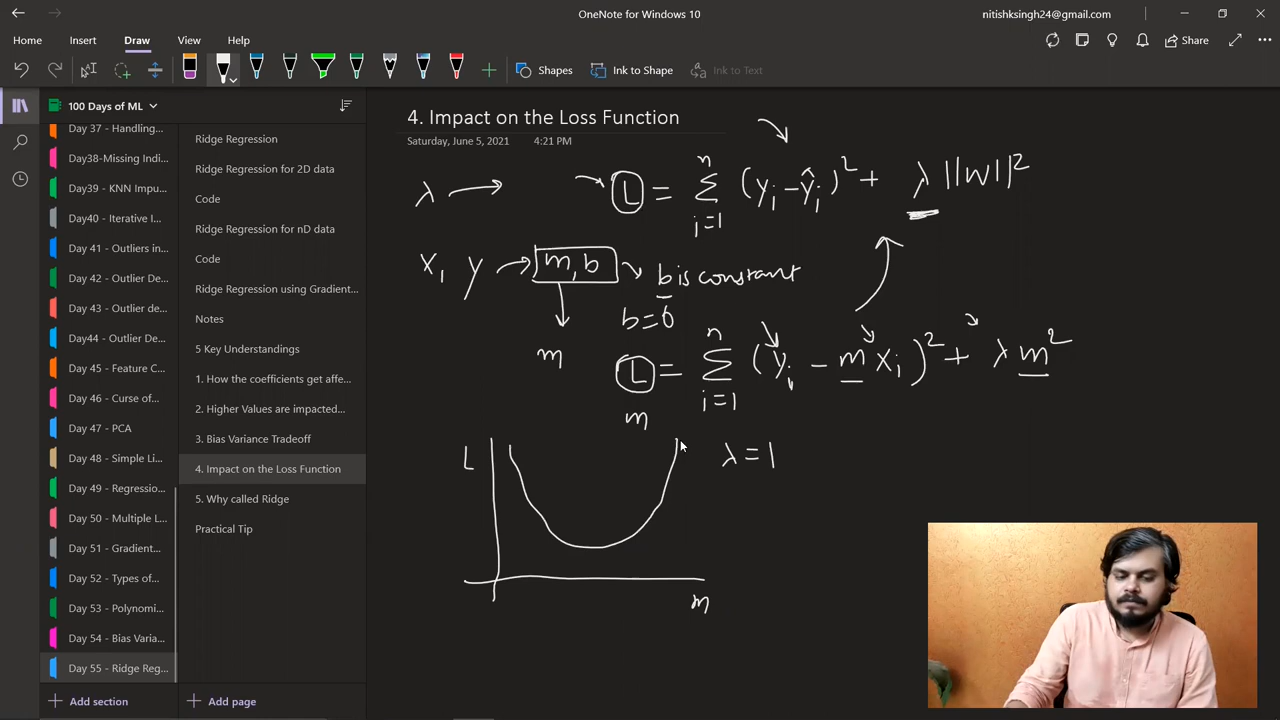 OneNote for Windows 10
nitishksingh24@gmail.com
Home Insert Draw View Help
Share
Shapes Ink to Shape Ink to Text
100 Days of ML
Day 37 - Handling...
Day38-Missing Indi...
Day39 - KNN Impu...
Day40 - Iterative I...
Day 41 - Outliers in...
Day 42 - Outlier De...
Day 43 - Outlier de...
Day44 - Outlier De...
Day 45 - Feature C...
Day 46 - Curse of...
Day 47 - PCA
Day 48 - Simple Li...
Day 49 - Regressio...
Day 50 - Multiple L...
Day 51 - Gradient...
Day 52 - Types of...
Day 53 - Polynomi...
Day 54 - Bias Varia...
Day 55 - Ridge Reg...
Add section
Ridge Regression
Ridge Regression for 2D data
Code
Ridge Regression for nD data
Code
Ridge Regression using Gradient...
Notes
5 Key Understandings
1. How the coefficients get affe...
2. Higher Values are impacted...
3. Bias Variance Tradeoff
4. Impact on the Loss Function
5. Why called Ridge
Practical Tip
Add page
4. Impact on the Loss Function
Saturday, June 5, 2021 4:21 PM
λ → L = Σ_{i=1}^{n} (y_i - ŷ_i)² + λ ||W||²
X, y → m, b → b is constant
b = 0
m
L = Σ_{i=1}^{n} (y_i - m x_i)² + λ m²
m
L
λ = 1
m